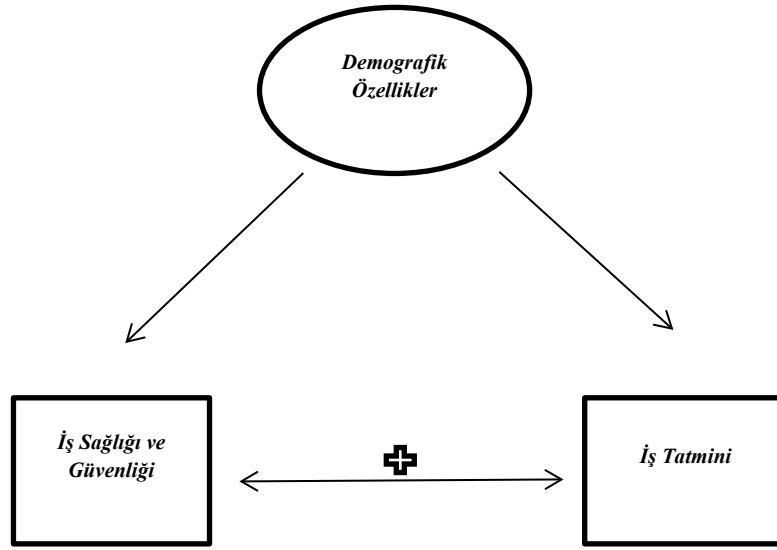 Demografik
Özellikler
İş Sağlığı ve
Güvenliği
İş Tatmini